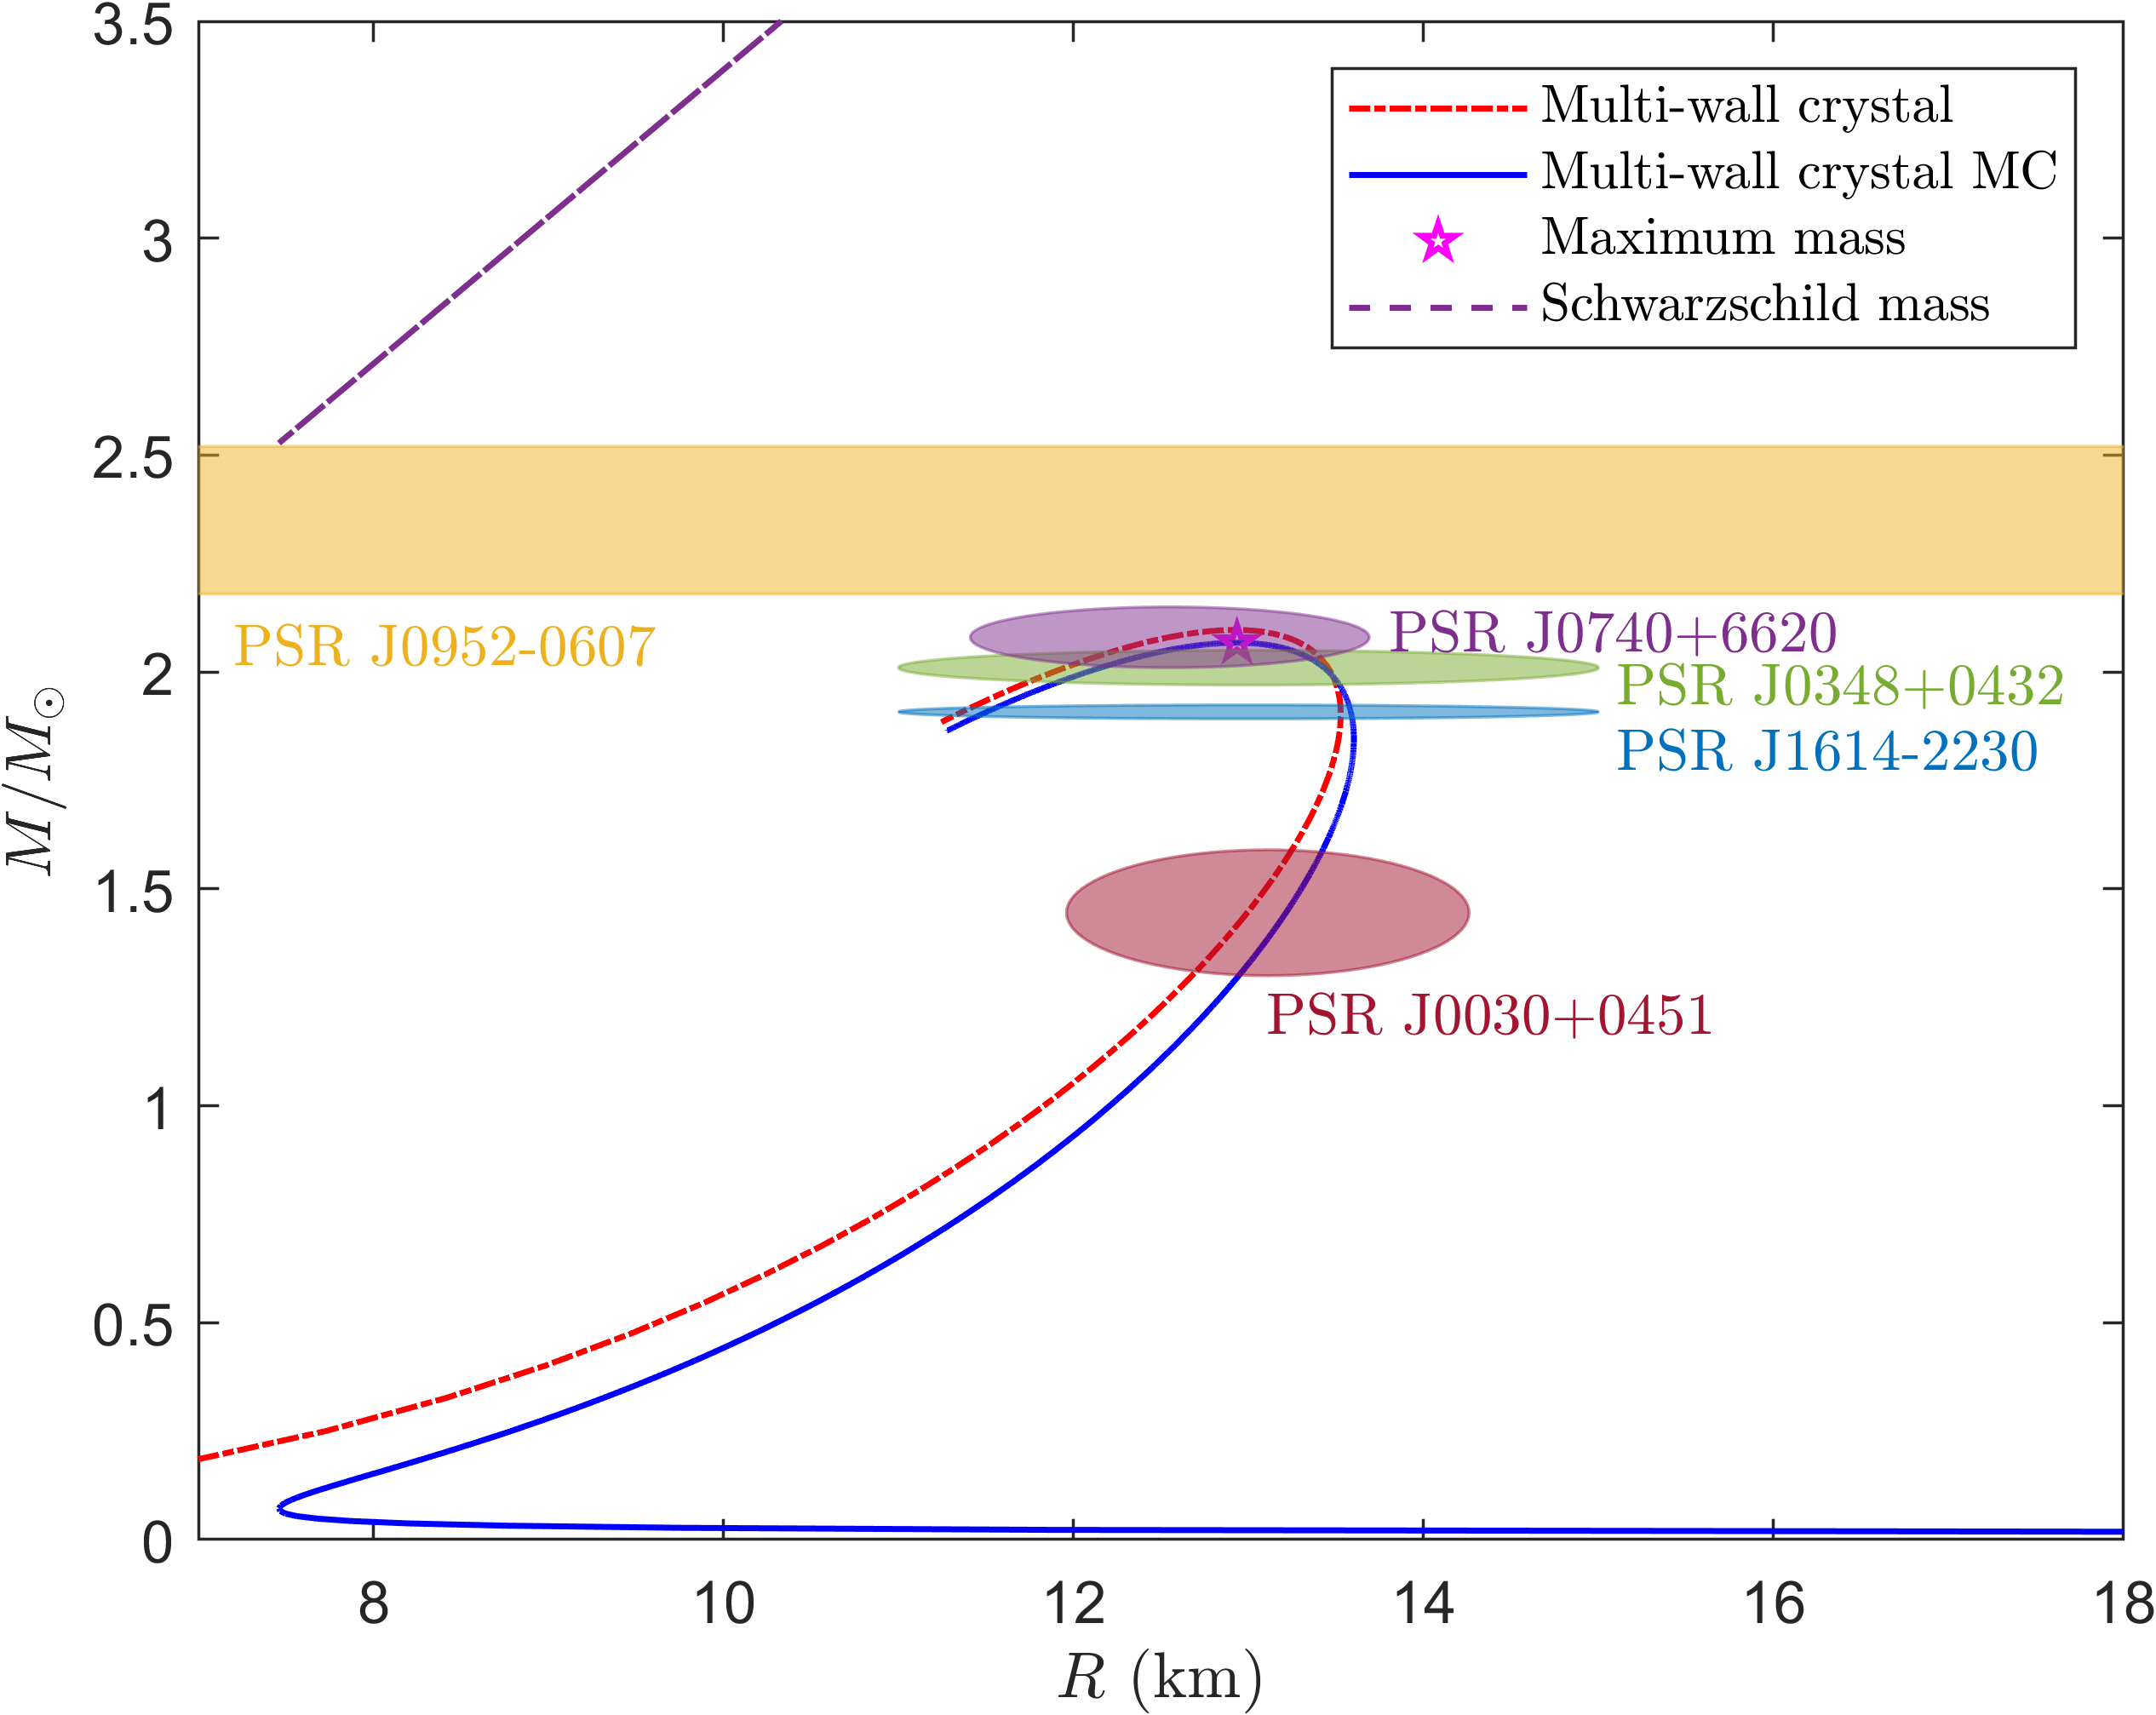 3.5
3
2.5
2
1.5
1
0.5
0
M/M⊙
Multi-wall crystal
Multi-wall crystal MC
Maximum mass
Schwarzschild mass
PSR J0952-0607
PSR J0740+6620
PSR J0348+0432
PSR J1614-2230
PSR J0030+0451
8 10 12 14 16 18
R (km)